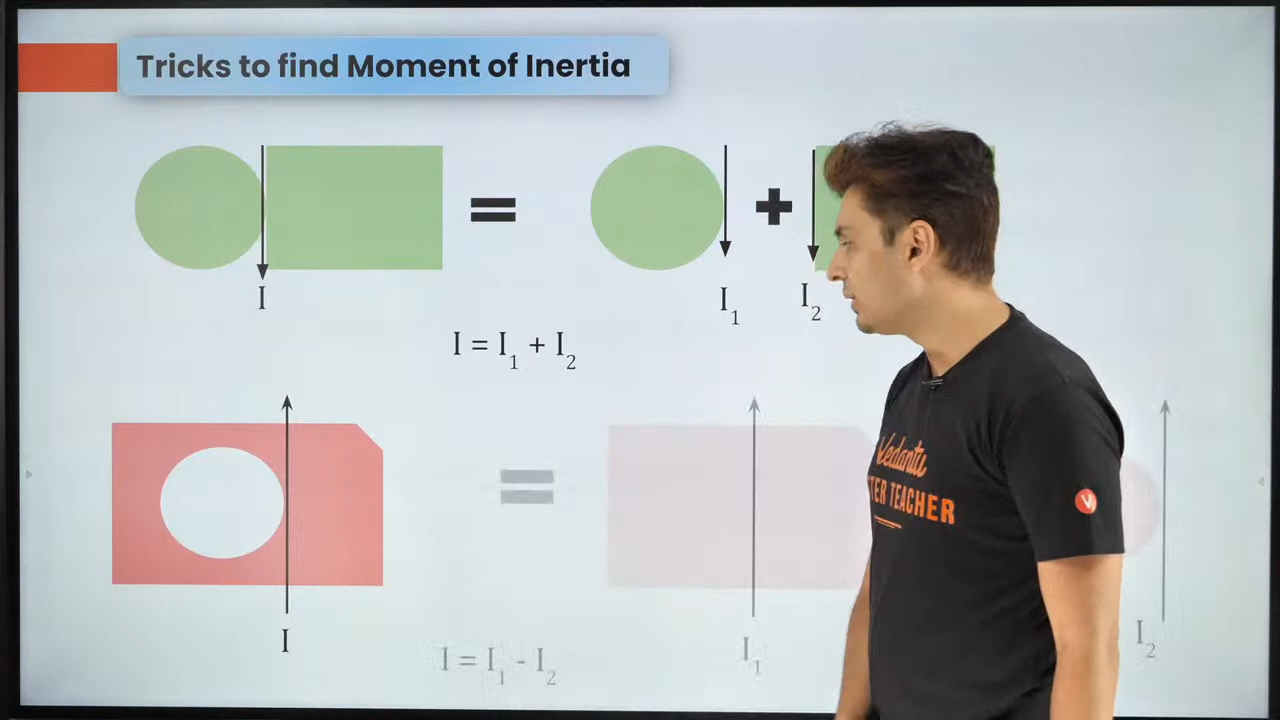 Tricks to find Moment of Inertia
=
+
I
I₁
I₂
I = I₁ + I₂
=
I
I₁
I₂
I = I₁ - I₂
Vedantu
TER TEACHER
V